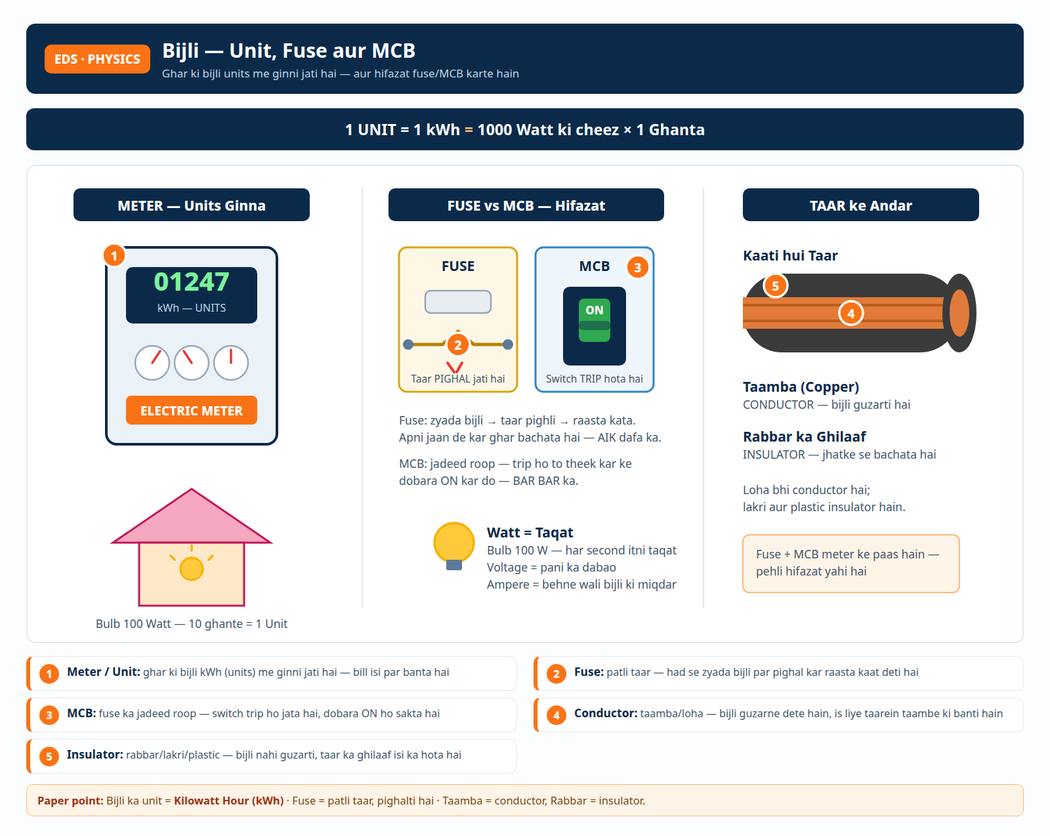 EDS · PHYSICS
Bijli — Unit, Fuse aur MCB
Ghar ki bijli units me ginni jati hai — aur hifazat fuse/MCB karte hain
1 UNIT = 1 kWh = 1000 Watt ki cheez × 1 Ghanta
METER — Units Ginna
1
01247
kWh — UNITS
ELECTRIC METER
Bulb 100 Watt — 10 ghante = 1 Unit
FUSE vs MCB — Hifazat
FUSE
2
Taar PIGHAL jati hai
MCB
3
ON
Switch TRIP hota hai
Fuse: zyada bijli → taar pighli → raasta kata.
Apni jaan de kar ghar bachata hai — AIK dafa ka.
MCB: jadeed roop — trip ho to theek kar ke
dobara ON kar do — BAR BAR ka.
Watt = Taqat
Bulb 100 W — har second itni taqat
Voltage = pani ka dabao
Ampere = behne wali bijli ki miqdar
TAAR ke Andar
Kaati hui Taar
5
4
Taamba (Copper)
CONDUCTOR — bijli guzarti hai
Rabbar ka Ghilaaf
INSULATOR — jhatke se bachata hai
Loha bhi conductor hai;
lakri aur plastic insulator hain.
Fuse + MCB meter ke paas hain —
pehli hifazat yahi hai
1 Meter / Unit: ghar ki bijli kWh (units) me ginni jati hai — bill isi par banta hai
2 Fuse: patli taar — had se zyada bijli par pighal kar raasta kaat deti hai
3 MCB: fuse ka jadeed roop — switch trip ho jata hai, dobara ON ho sakta hai
4 Conductor: taamba/loha — bijli guzarne dete hain, is liye taarein taambe ki banti hain
5 Insulator: rabbar/lakri/plastic — bijli nahi guzarti, taar ka ghilaaf isi ka hota hai
Paper point: Bijli ka unit = Kilowatt Hour (kWh) · Fuse = patli taar, pighalti hai · Taamba = conductor, Rabbar = insulator.